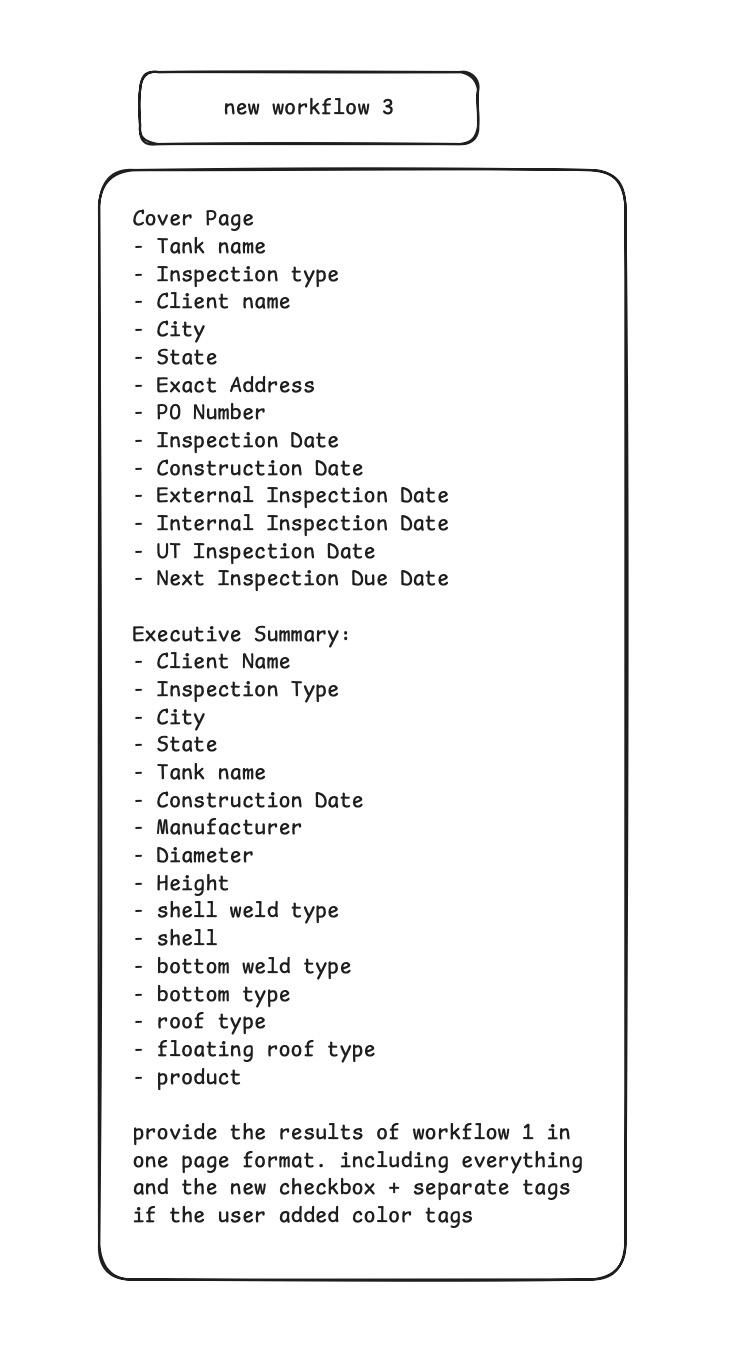 new workflow 3
Cover Page
- Tank name
- Inspection type
- Client name
- City
- State
- Exact Address
- PO Number
- Inspection Date
- Construction Date
- External Inspection Date
- Internal Inspection Date
- UT Inspection Date
- Next Inspection Due Date
Executive Summary:
- Client Name
- Inspection Type
- City
- State
- Tank name
- Construction Date
- Manufacturer
- Diameter
- Height
- shell weld type
- shell
- bottom weld type
- bottom type
- roof type
- floating roof type
- product
provide the results of workflow 1 in
one page format. including everything
and the new checkbox + separate tags
if the user added color tags